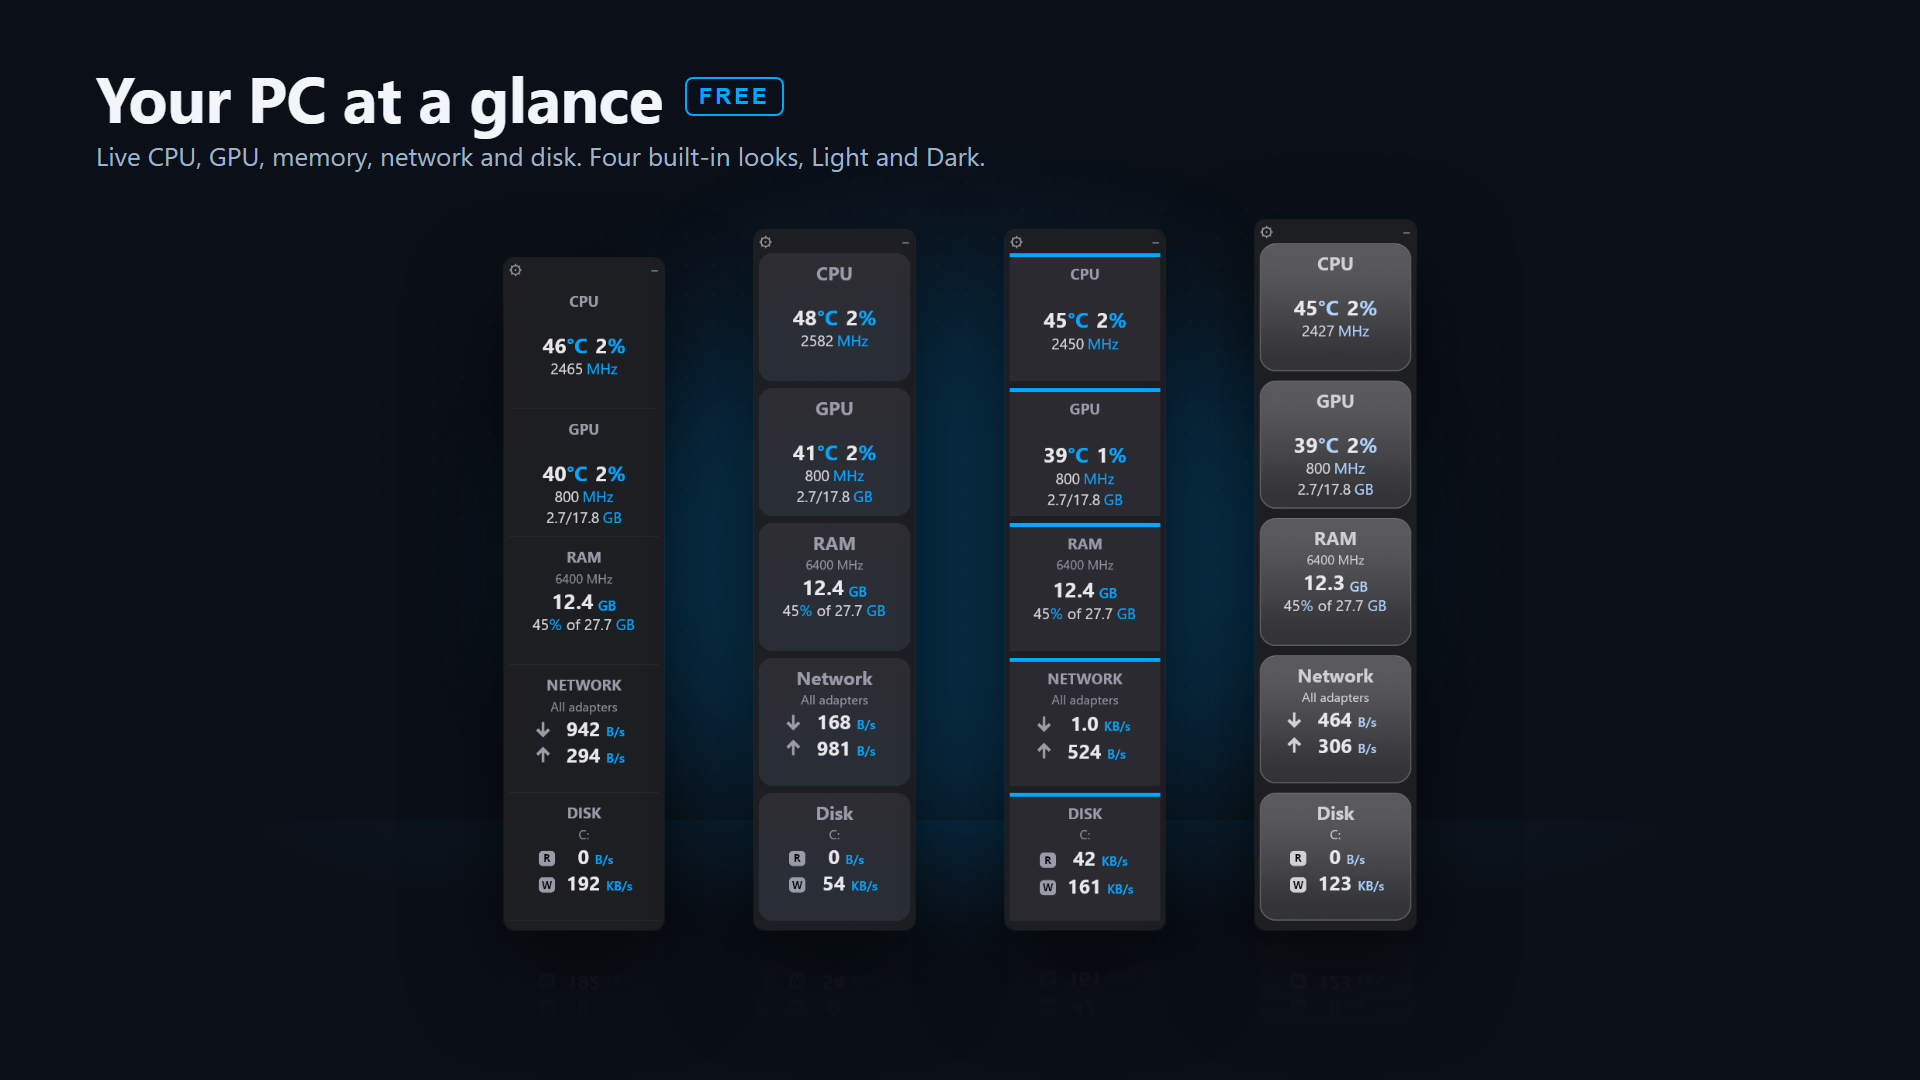 Your PC at a glance FREE
Live CPU, GPU, memory, network and disk. Four built-in looks, Light and Dark.
CPU
46°C 2%
2465 MHz
GPU
40°C 2%
800 MHz
2.7/17.8 GB
RAM
6400 MHz
12.4 GB
45% of 27.7 GB
NETWORK
All adapters
942 B/s
294 B/s
DISK
C:
R 0 B/s
W 192 KB/s
CPU
48°C 2%
2582 MHz
GPU
41°C 2%
800 MHz
2.7/17.8 GB
RAM
6400 MHz
12.4 GB
45% of 27.7 GB
Network
All adapters
168 B/s
981 B/s
Disk
C:
R 0 B/s
W 54 KB/s
CPU
45°C 2%
2450 MHz
GPU
39°C 1%
800 MHz
2.7/17.8 GB
RAM
6400 MHz
12.4 GB
45% of 27.7 GB
NETWORK
All adapters
1.0 KB/s
524 B/s
DISK
C:
R 42 KB/s
W 161 KB/s
CPU
45°C 2%
2427 MHz
GPU
39°C 2%
800 MHz
2.7/17.8 GB
RAM
6400 MHz
12.3 GB
45% of 27.7 GB
Network
All adapters
464 B/s
306 B/s
Disk
C:
R 0 B/s
W 123 KB/s